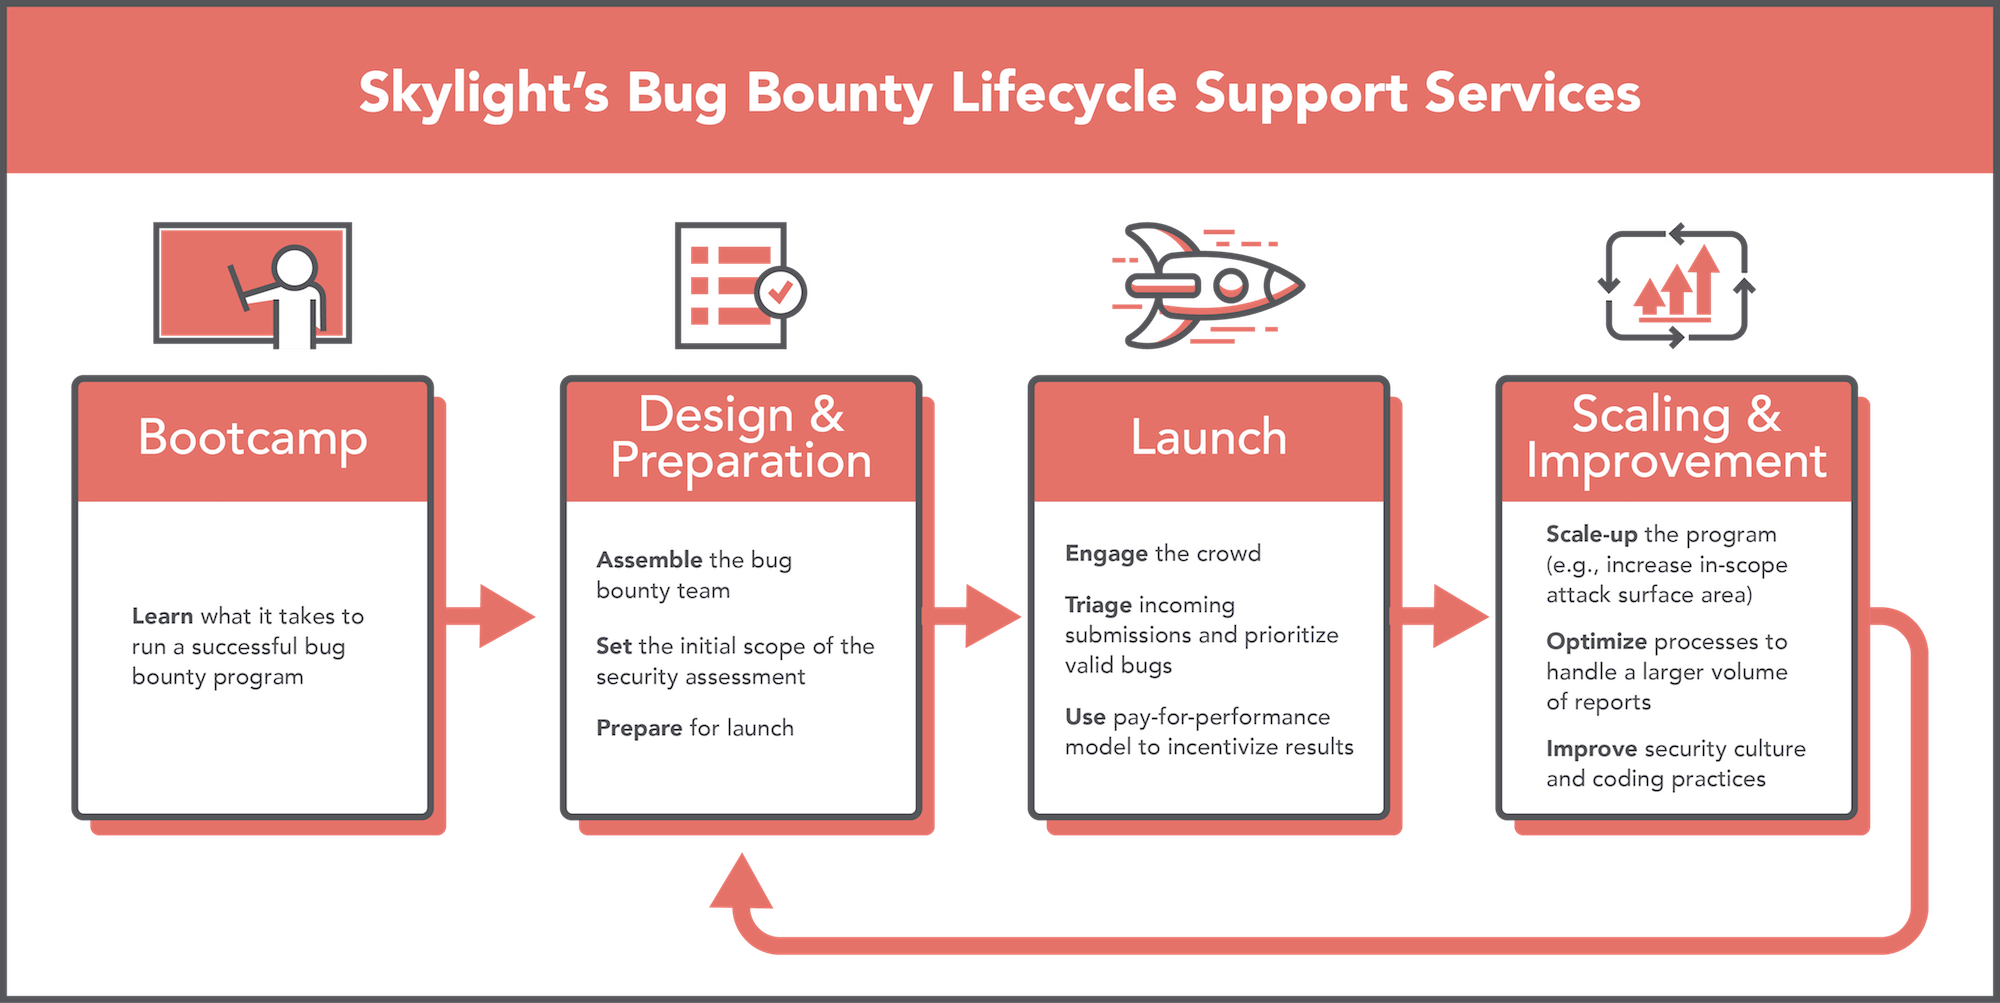 Skylight’s Bug Bounty Lifecycle Support Services
Bootcamp
Learn what it takes to
run a successful bug
bounty program
Design &
Preparation
Assemble the bug
bounty team
Set the initial scope of the
security assessment
Prepare for launch
Launch
Engage the crowd
Triage incoming
submissions and prioritize
valid bugs
Use pay-for-performance
model to incentivize results
Scaling &
Improvement
Scale-up the program
(e.g., increase in-scope
attack surface area)
Optimize processes to
handle a larger volume
of reports
Improve security culture
and coding practices